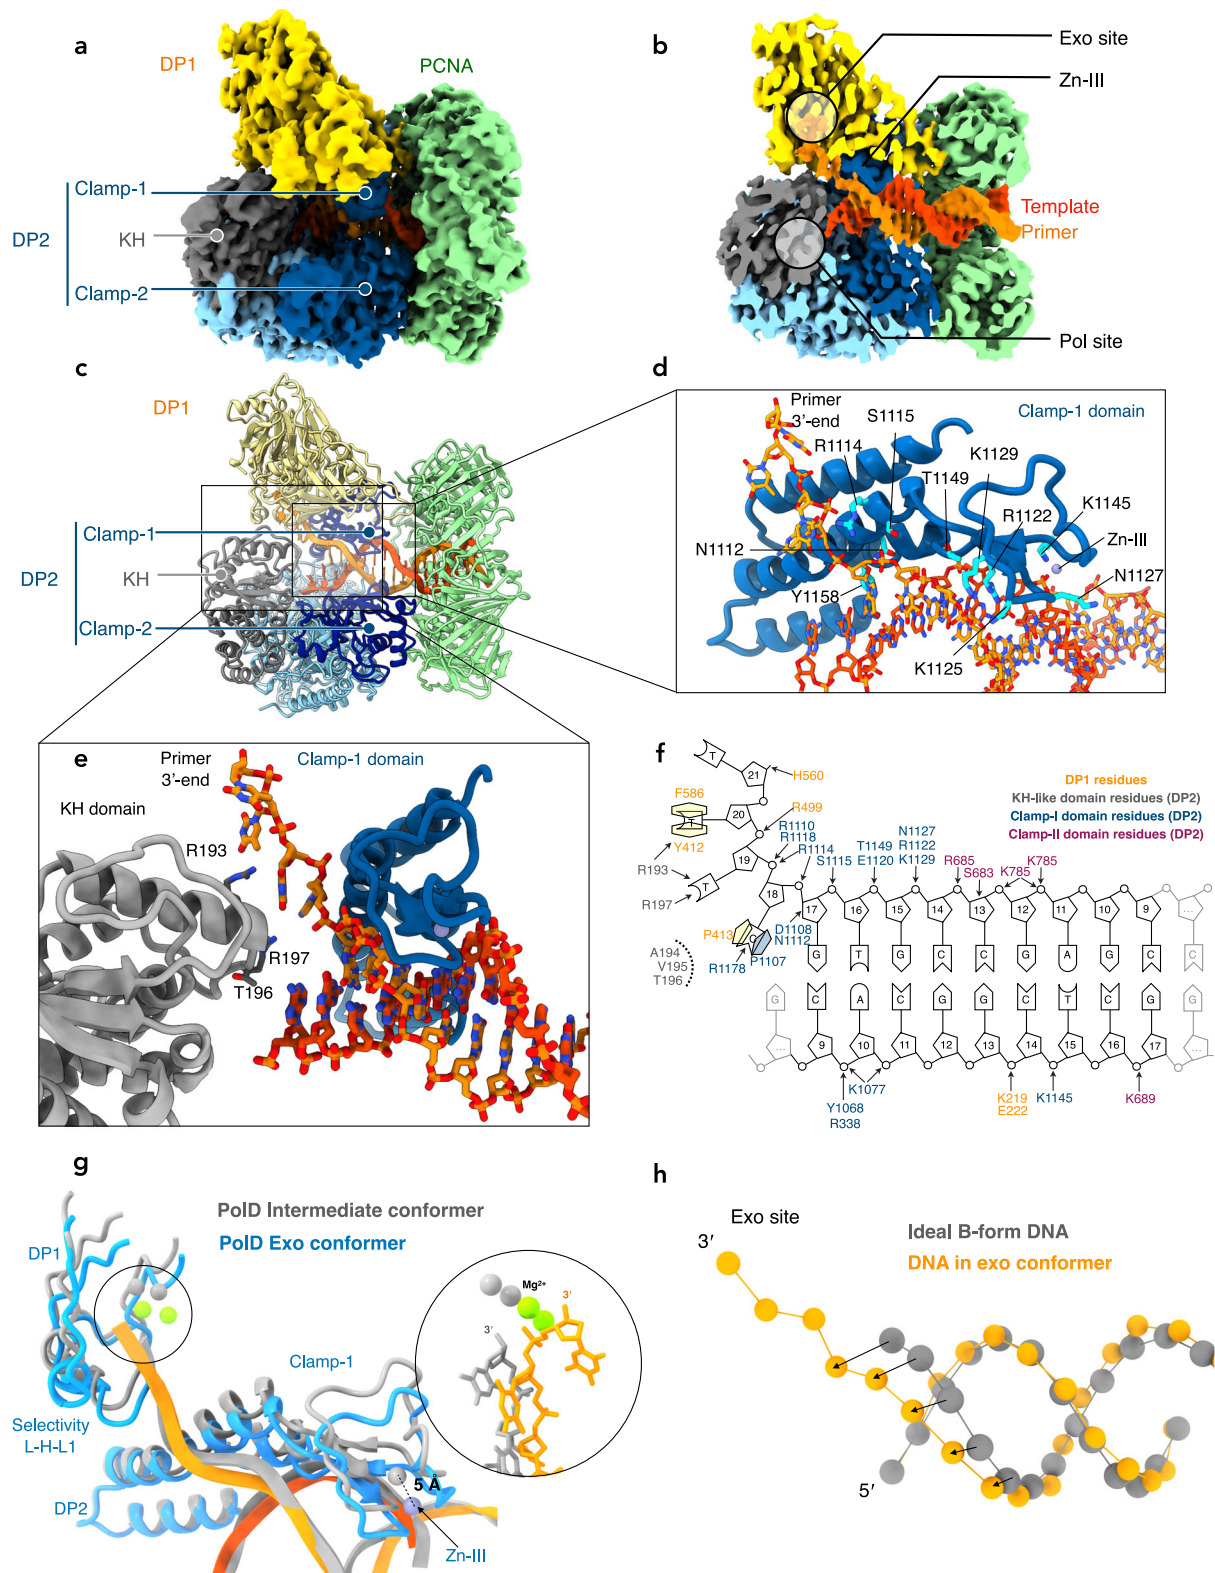 a
DP1
PCNA
Clamp-1
DP2
KH
Clamp-2
b
Exo site
Zn-III
Template
Primer
Pol site
c
DP1
Clamp-1
DP2
KH
Clamp-2
d
Primer
3′-end
Clamp-1 domain
S1115
R1114
K1129
T1149
K1145
R1122
Zn-III
N1112
N1127
Y1158
K1125
e
Primer
3′-end
Clamp-1 domain
KH domain
R193
R197
T196
f
DP1 residues
KH-like domain residues (DP2)
Clamp-I domain residues (DP2)
Clamp-II domain residues (DP2)
T
21
H560
F586
T
20
Y412
R499
R1110
R1118
R1114
S1115
T1149
E1120
N1127
R1122
K1129
R685
S683
K785
K785
R193
T
19
R197
18
17
16
15
14
13
12
11
10
9
...
P413
C
D1108
N1112
P1107
R1178
A194
V195
T196
G
T
G
C
C
G
A
G
C
C
G
C
A
C
G
G
C
T
C
G
G
...
9
10
11
12
13
14
15
16
17
...
K1077
Y1068
R338
K219
E222
K1145
K689
g
PolD Intermediate conformer
PolD Exo conformer
DP1
Mg²⁺
3′
3′
Clamp-1
Selectivity
L-H-L1
5 Å
DP2
Zn-III
h
Exo site
3′
Ideal B-form DNA
DNA in exo conformer
5′